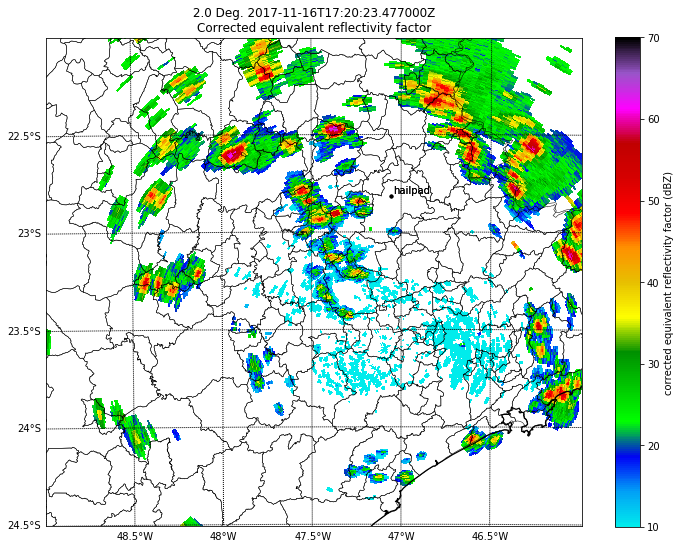 2.0 Deg. 2017-11-16T17:20:23.477000Z
Corrected equivalent reflectivity factor
22.5°S
23°S
23.5°S
24°S
24.5°S
48.5°W
48°W
47.5°W
47°W
46.5°W
hailpad
70
60
50
40
30
20
10
corrected equivalent reflectivity factor (dBZ)